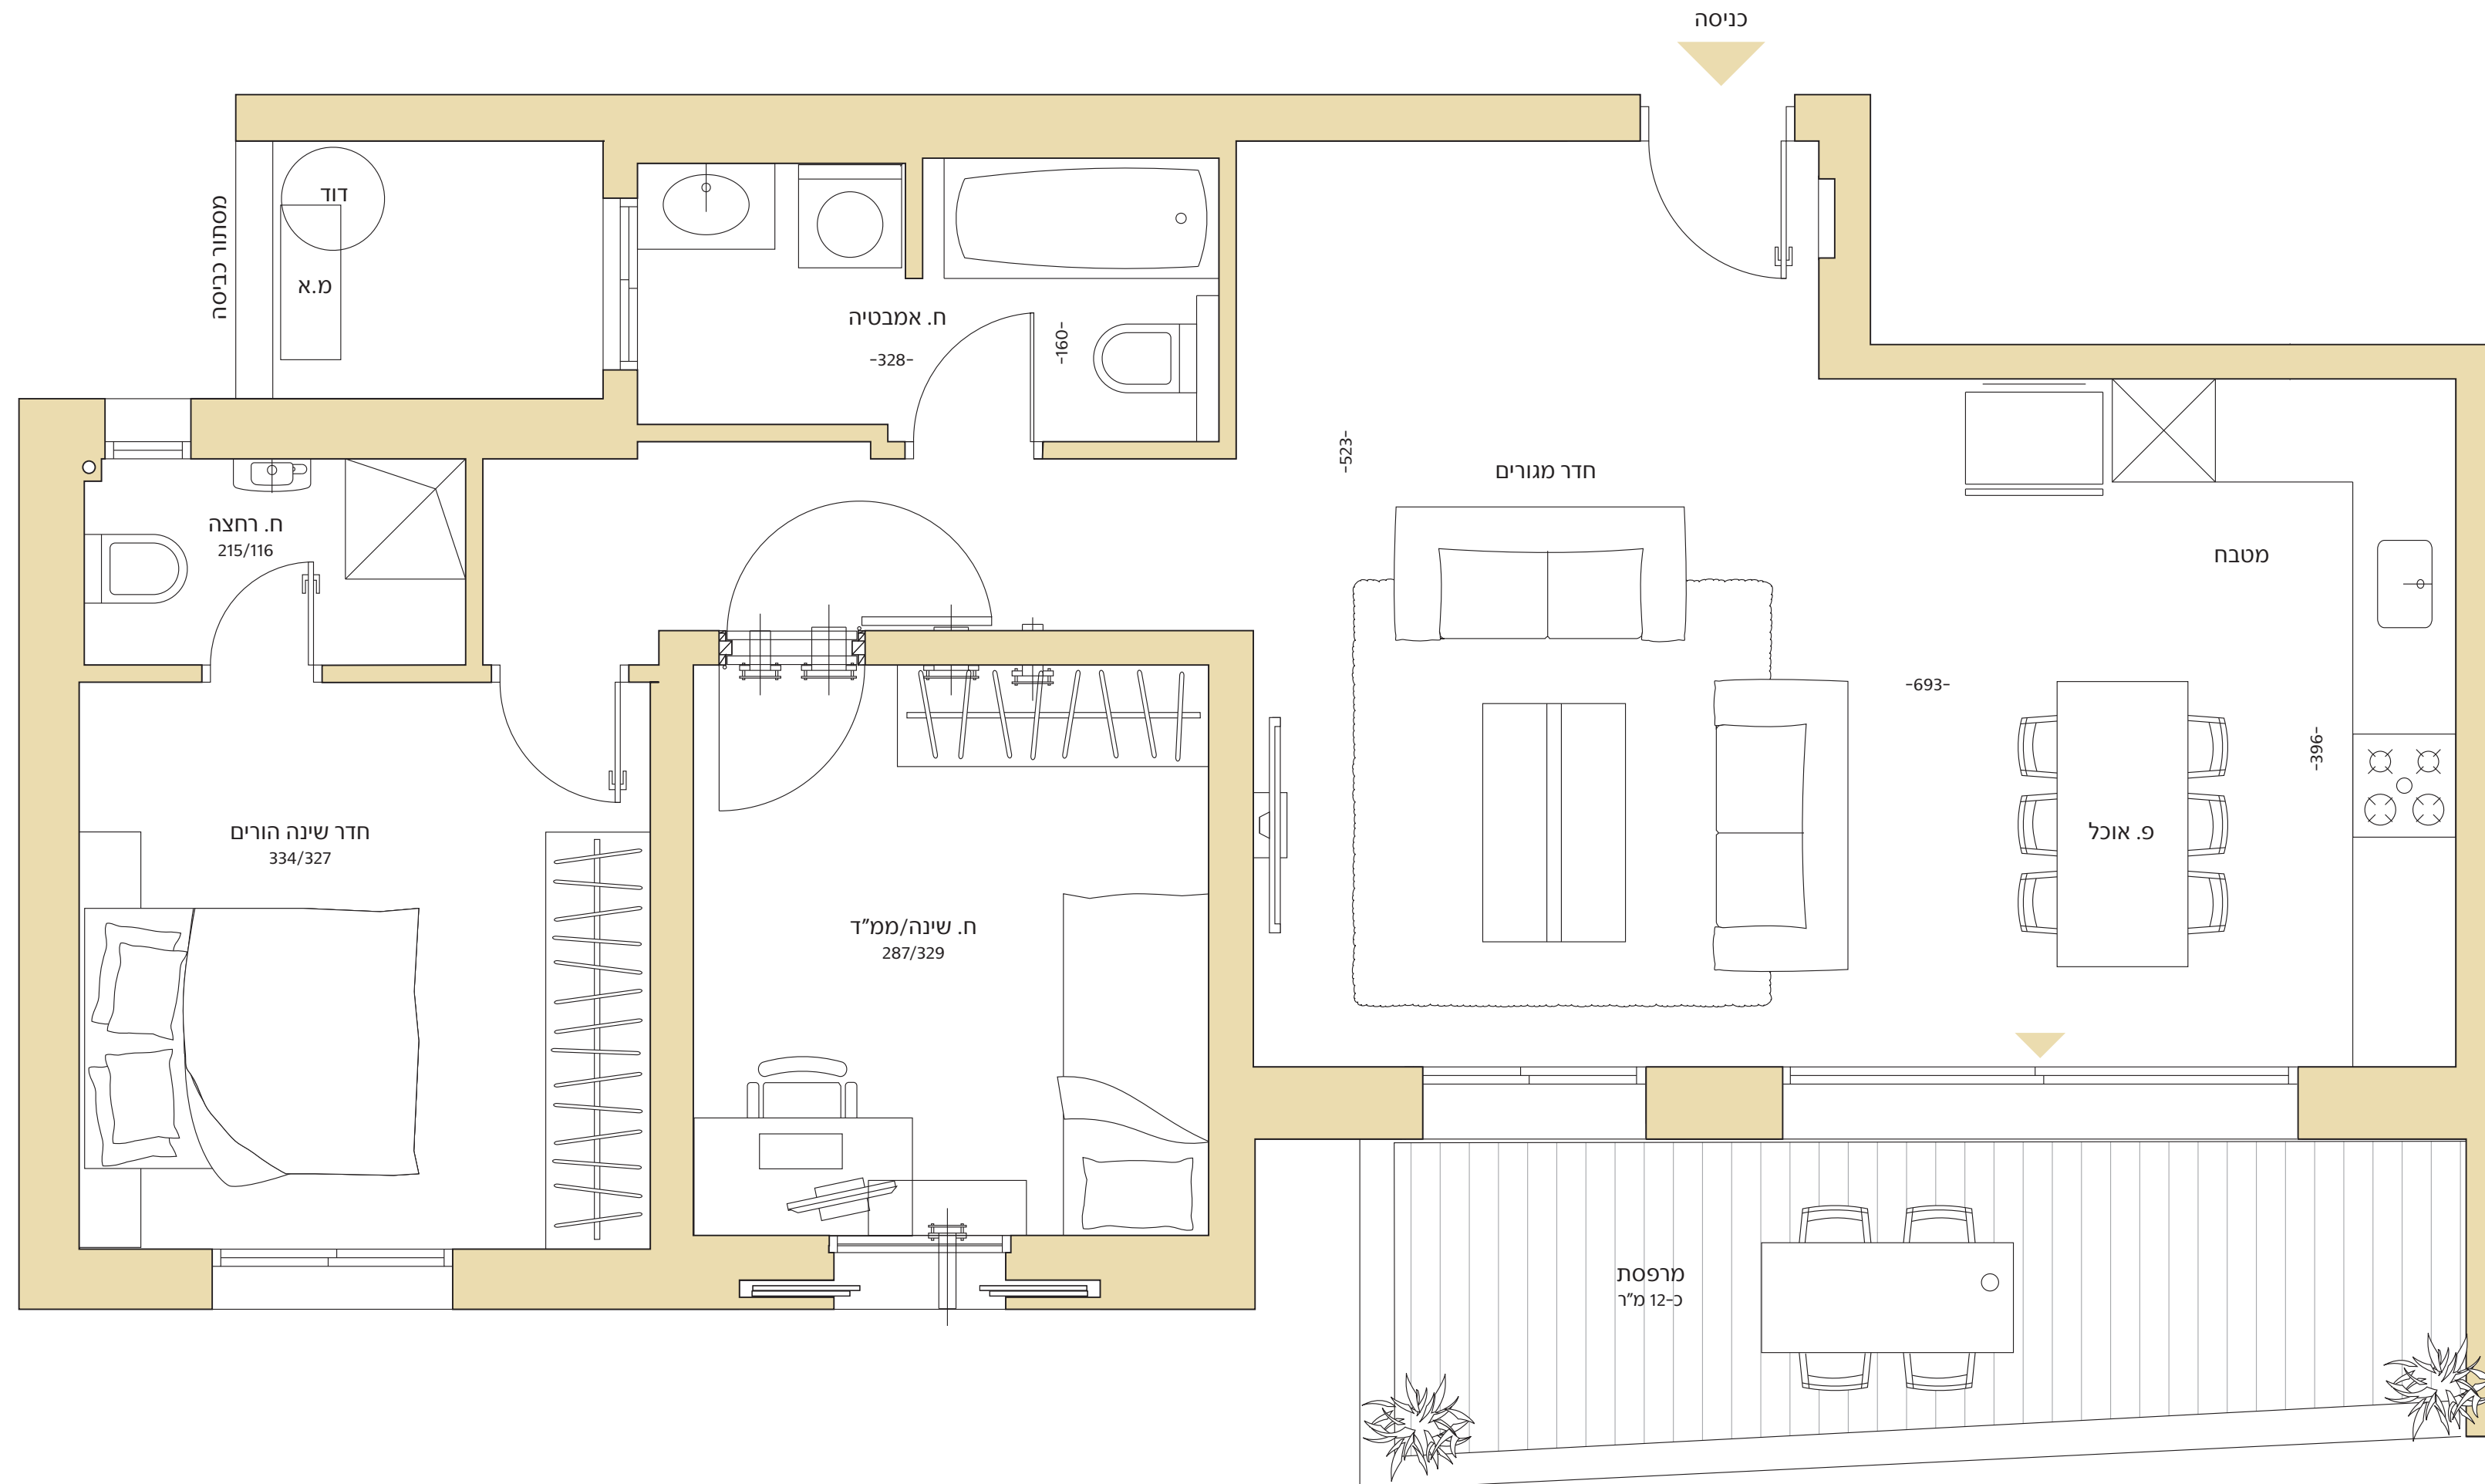 כניסה
דוד
מ.א
מסתור כביסה
ח. אמבטיה
-328-
-160-
-523-
חדר מגורים
ח. רחצה
215/116
מטבח
-693-
-396-
חדר שינה הורים
334/327
פ. אוכל
ח. שינה/ממ"ד
287/329
מרפסת
כ-12 מ"ר